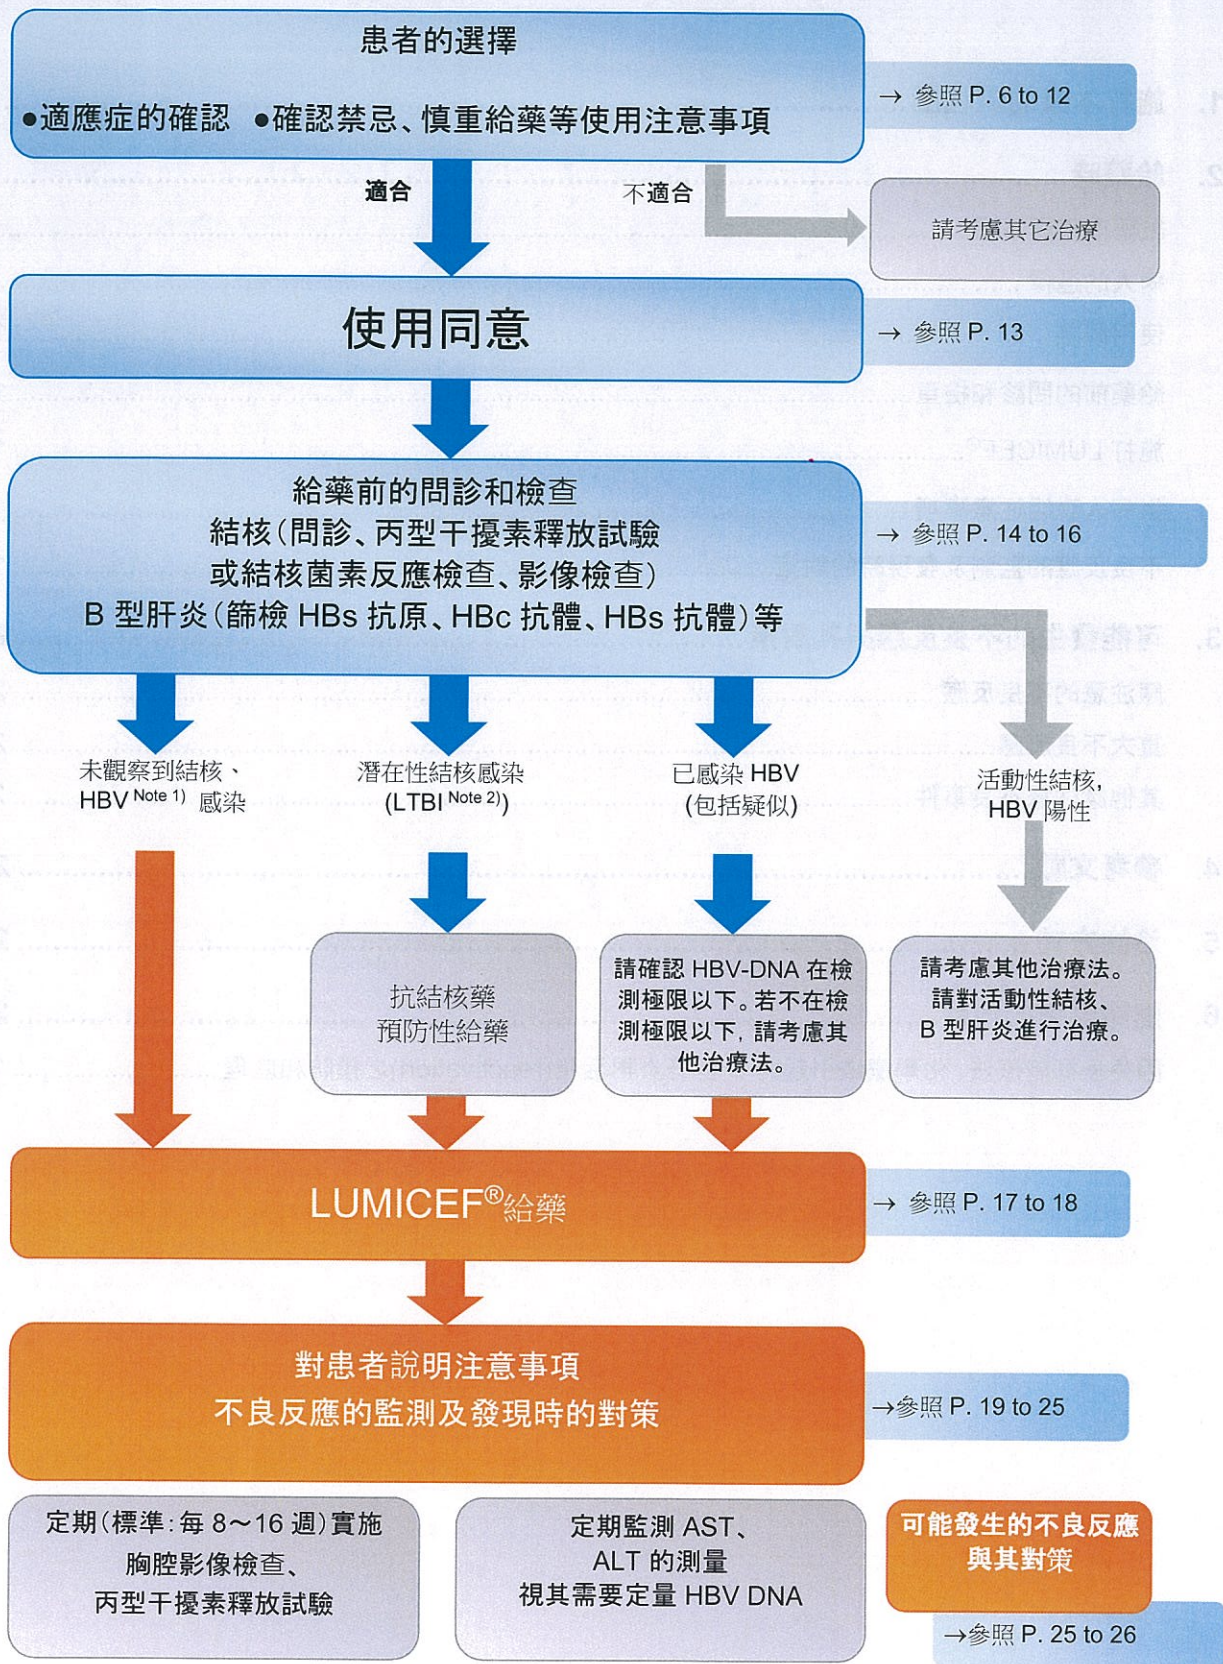 患者的選擇
●適應症的確認 ●確認禁忌、慎重給藥等使用注意事項
→ 參照 P. 6 to 12
適合
不適合
請考慮其它治療
使用同意
→ 參照 P. 13
給藥前的問診和檢查
結核(問診、丙型干擾素釋放試驗
或結核菌素反應檢查、影像檢查)
B 型肝炎(篩檢 HBs 抗原、HBc 抗體、HBs 抗體)等
→ 參照 P. 14 to 16
未觀察到結核、
HBV Note 1) 感染
潛在性結核感染
(LTBI Note 2))
已感染 HBV
(包括疑似)
活動性結核,
HBV 陽性
抗結核藥
預防性給藥
請確認 HBV-DNA 在檢
測極限以下。若不在檢
測極限以下, 請考慮其
他治療法。
請考慮其他治療法。
請對活動性結核、
B 型肝炎進行治療。
LUMICEF®給藥
→ 參照 P. 17 to 18
對患者說明注意事項
不良反應的監測及發現時的對策
→參照 P. 19 to 25
定期(標準:每 8～16 週)實施
胸腔影像檢查、
丙型干擾素釋放試驗
定期監測 AST、
ALT 的測量
視其需要定量 HBV DNA
可能發生的不良反應
與其對策
→參照 P. 25 to 26